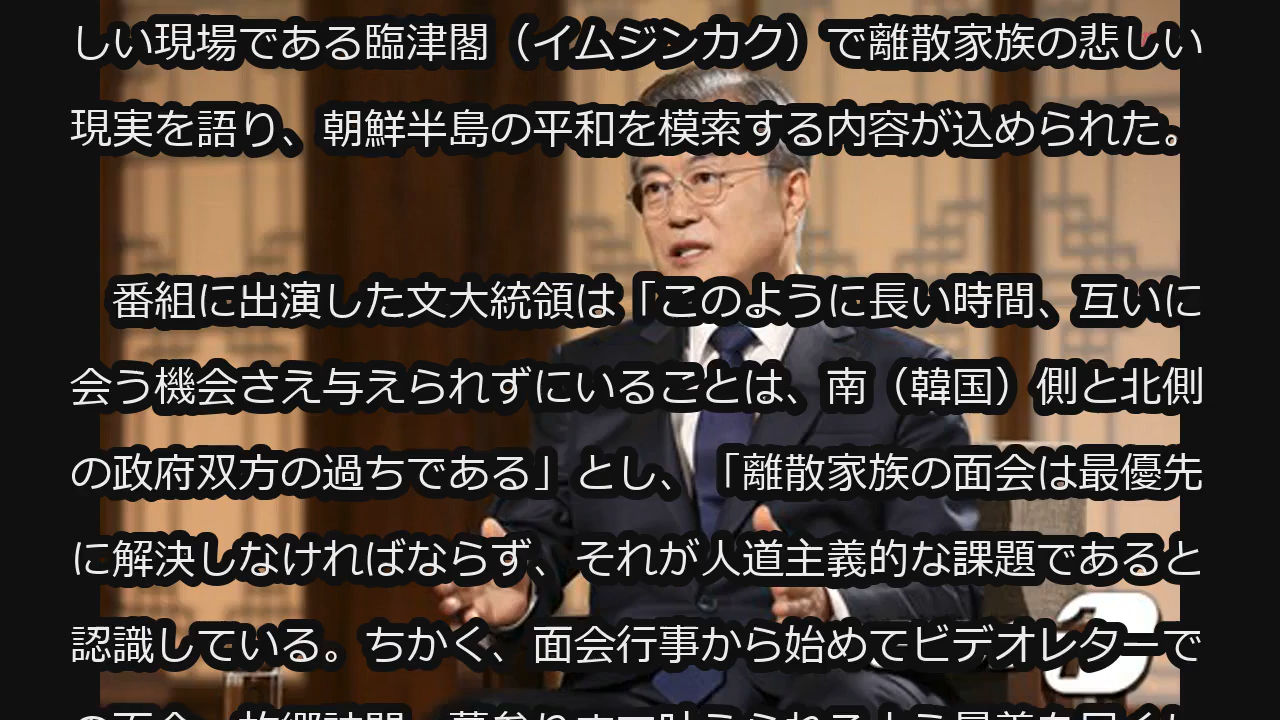 しい現場である臨津閣（イムジンカク）で離散家族の悲しい
現実を語り、朝鮮半島の平和を模索する内容が込められた。
番組に出演した文大統領は「このように長い時間、互いに
会う機会さえ与えられずにいることは、南（韓国）側と北側
の政府双方の過ちである」とし、「離散家族の面会は最優先
に解決しなければならず、それが人道主義的な課題であると
認識している。ちかく、面会行事から始めてビデオレターで